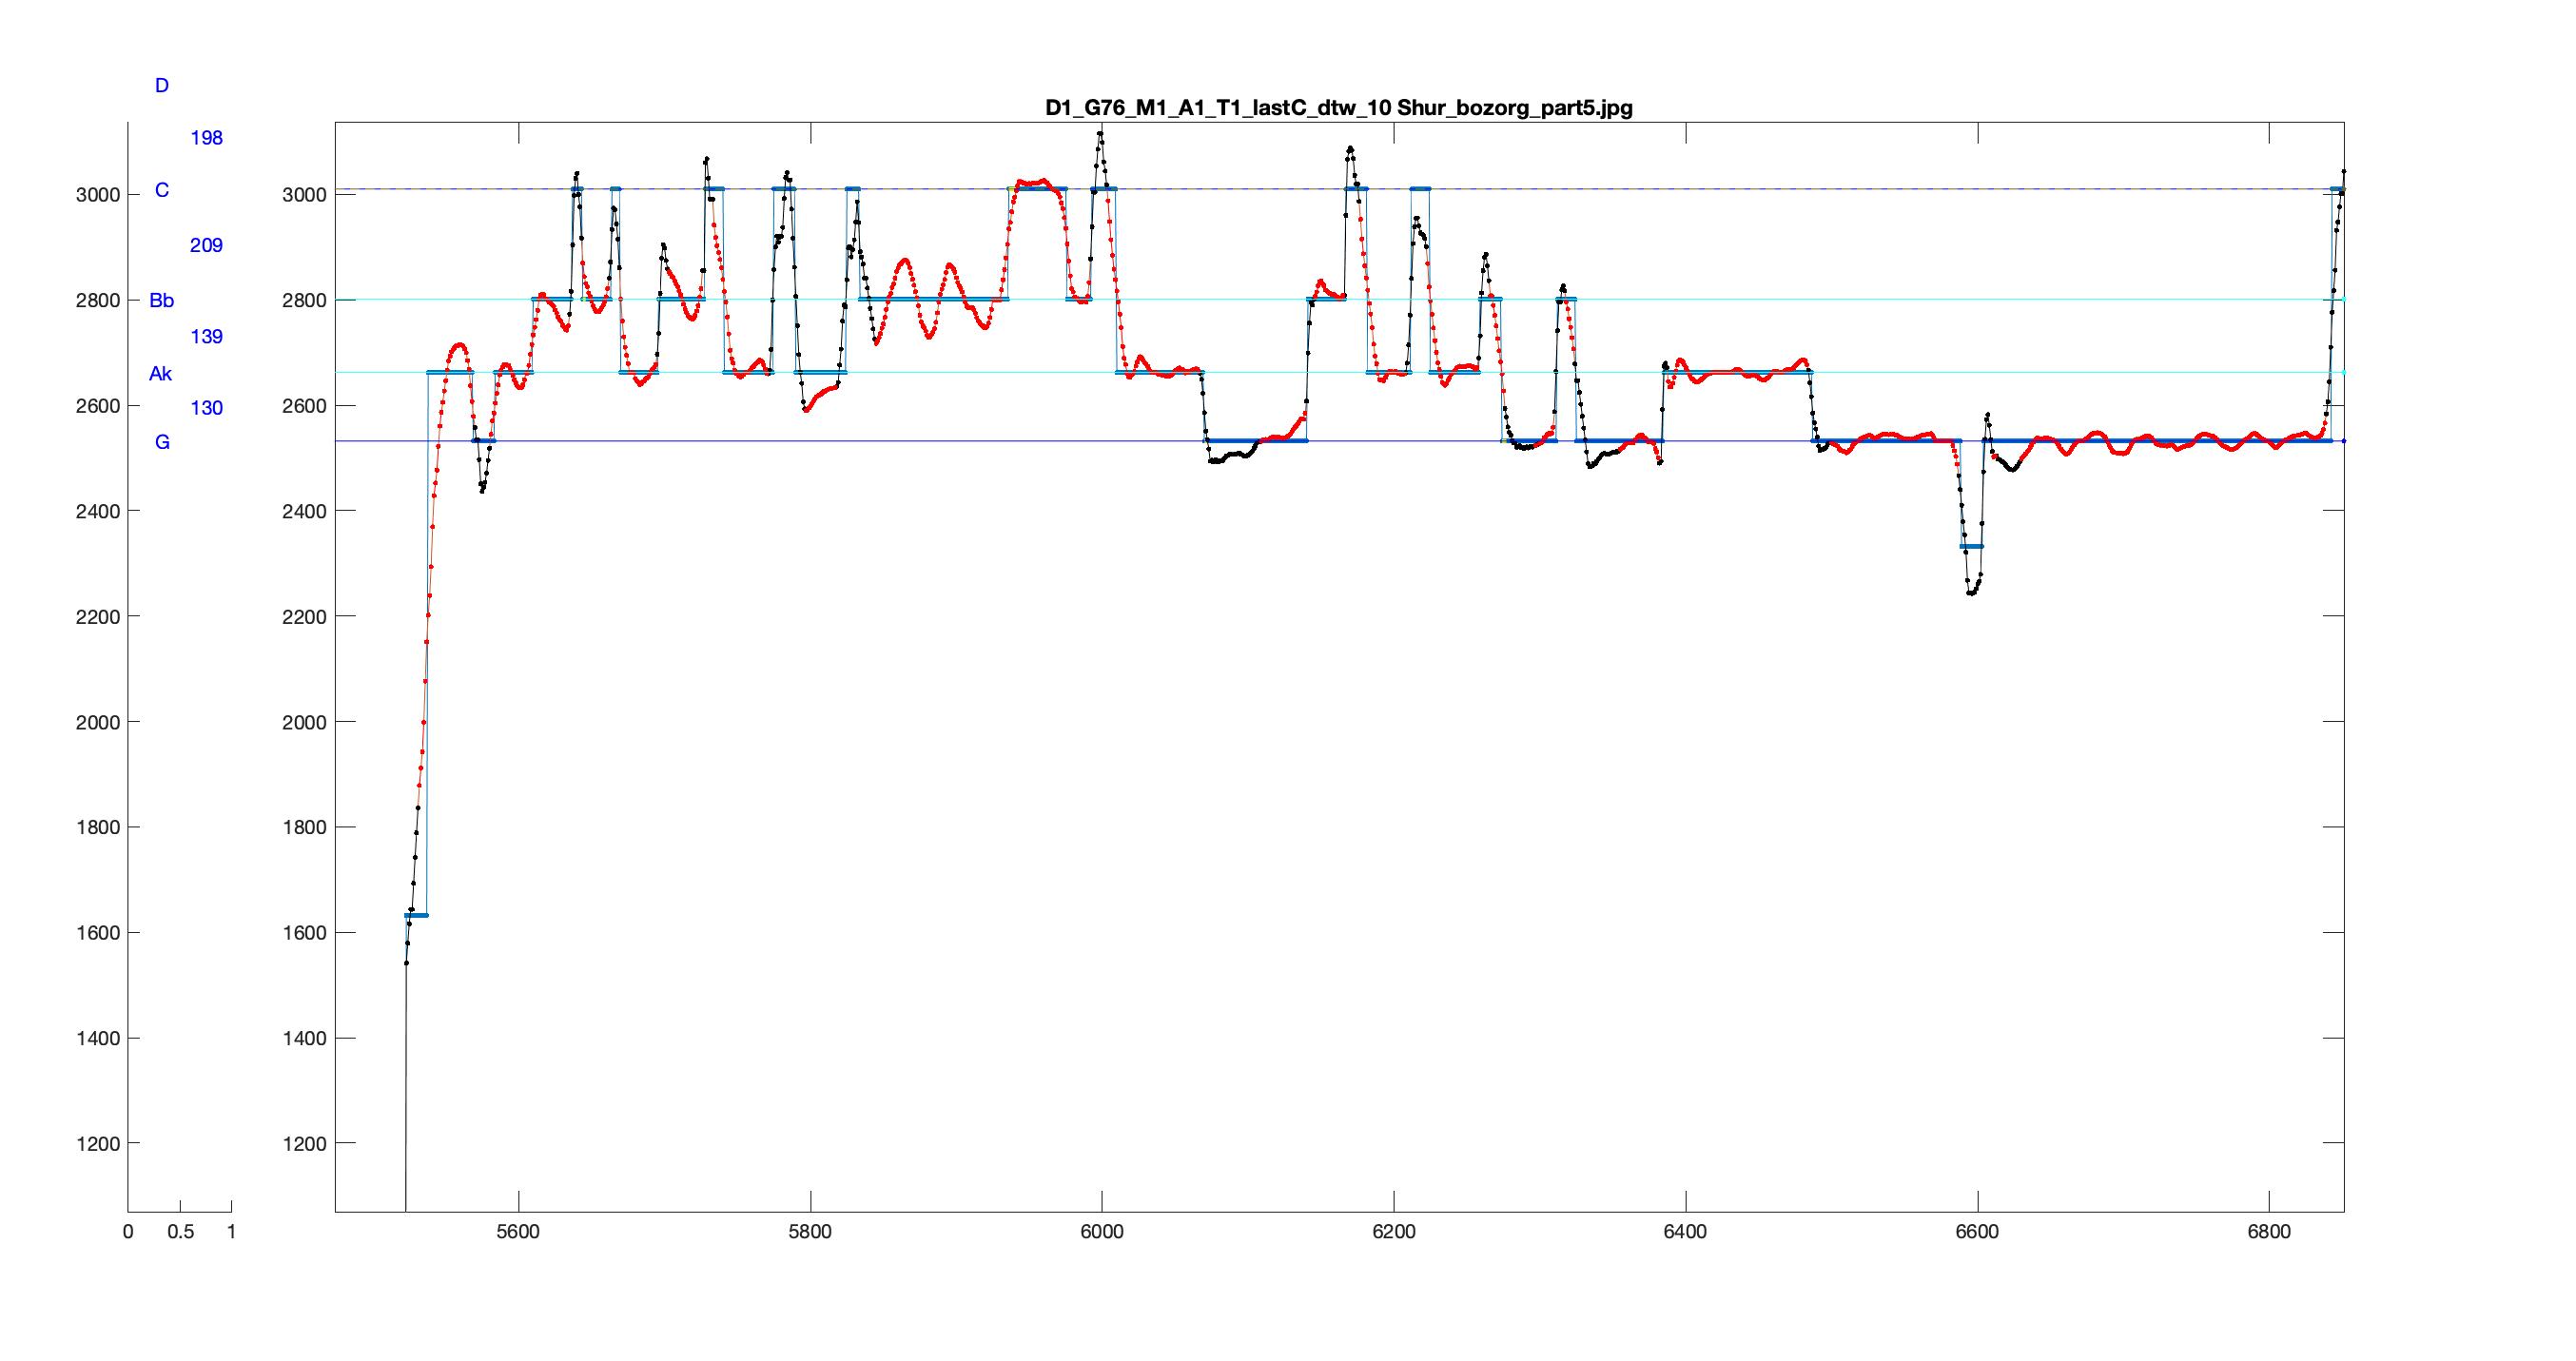 D1_G76_M1_A1_T1_lastC_dtw_10 Shur_bozorg_part5.jpg
D
198
3000 C 3000
209
2800 Bb 2800
139
Ak
2600 130 2600
G
2400 2400
2200 2200
2000 2000
1800 1800
1600 1600
1400 1400
1200 1200
0 0.5 1 5600 5800 6000 6200 6400 6600 6800